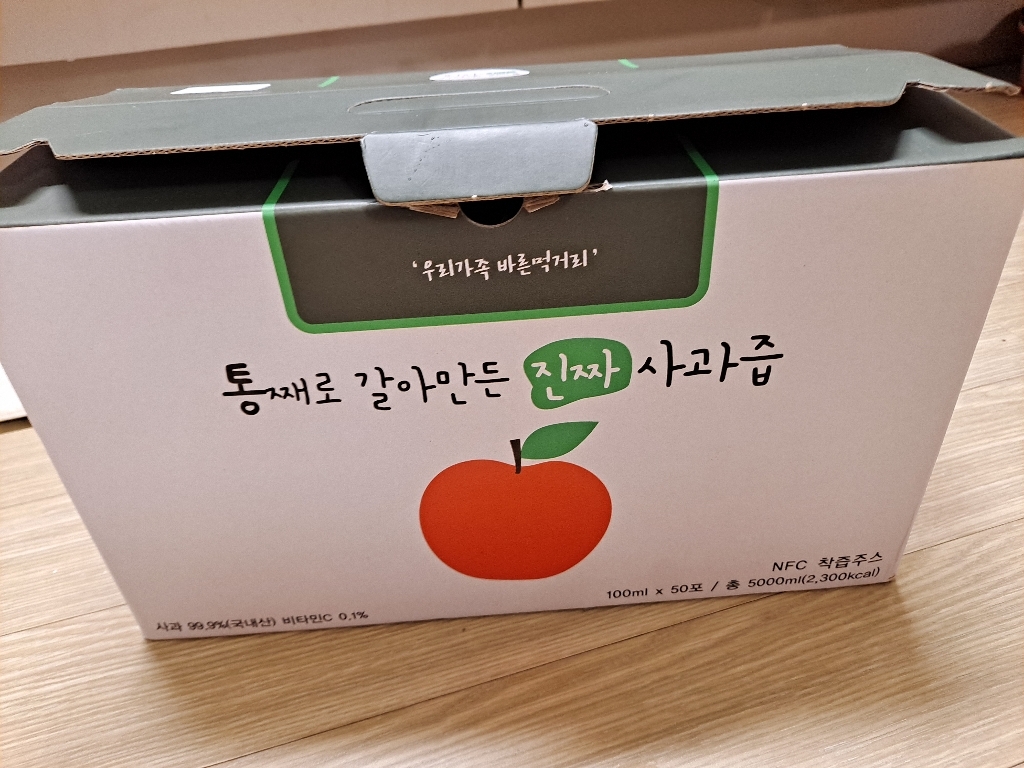 '우리가족 바른먹거리'
통째로 갈아만든 진짜 사과즙
NFC 착즙주스
100ml x 50포 / 총 5000ml(2,300kcal)
사과 99.9%(국내산) 비타민C 0.1%